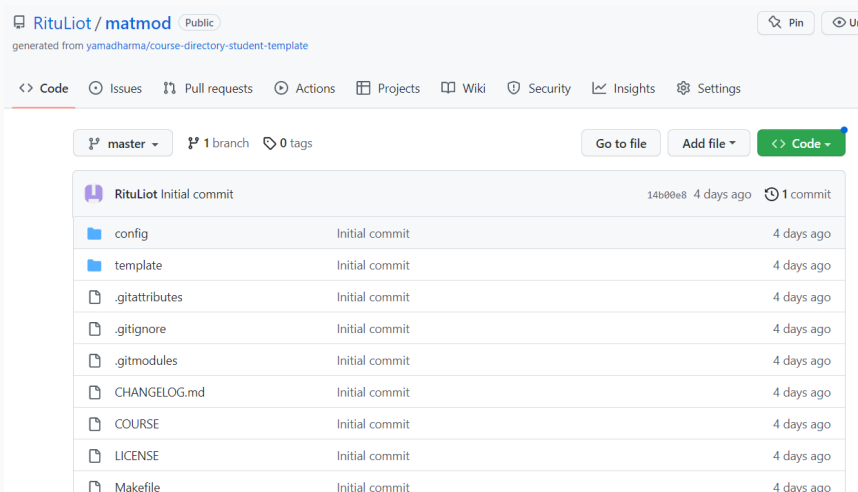 RituLiot / matmod Public
Pin
generated from yamadharma/course-directory-student-template
Code Issues Pull requests Actions Projects Wiki Security Insights Settings
master 1 branch 0 tags Go to file Add file Code
RituLiot Initial commit 14b00e8 4 days ago 1 commit
config Initial commit 4 days ago
template Initial commit 4 days ago
.gitattributes Initial commit 4 days ago
.gitignore Initial commit 4 days ago
.gitmodules Initial commit 4 days ago
CHANGELOG.md Initial commit 4 days ago
COURSE Initial commit 4 days ago
LICENSE Initial commit 4 days ago
Makefile Initial commit 4 days ago